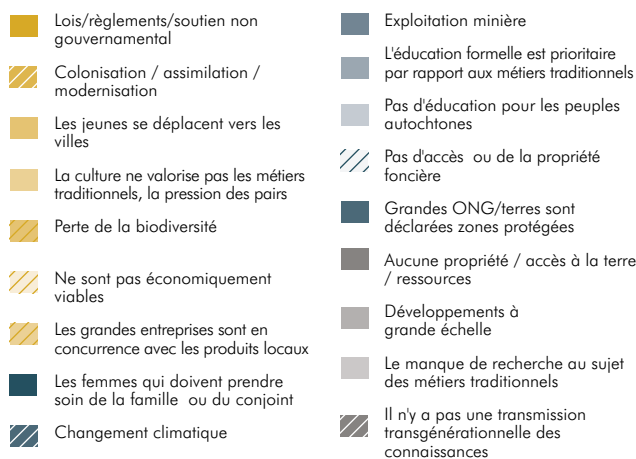 Lois/règlements/soutien non
gouvernamental
Colonisation / assimilation /
modernisation
Les jeunes se déplacent vers les
villes
La culture ne valorise pas les métiers
traditionnels, la pression des pairs
Perte de la biodiversité
Ne sont pas économiquement
viables
Les grandes entreprises sont en
concurrence avec les produits locaux
Les femmes qui doivent prendre
soin de la famille ou du conjoint
Changement climatique
Exploitation minière
L'éducation formelle est prioritaire
par rapport aux métiers traditionnels
Pas d'éducation pour les peuples
autochtones
Pas d'accès ou de la propriété
foncière
Grandes ONG/terres sont
déclarées zones protégées
Aucune propriété / accès à la terre
/ ressources
Développements à
grande échelle
Le manque de recherche au sujet
des métiers traditionnels
Il n'y a pas une transmission
transgénérationnelle des
connaissances